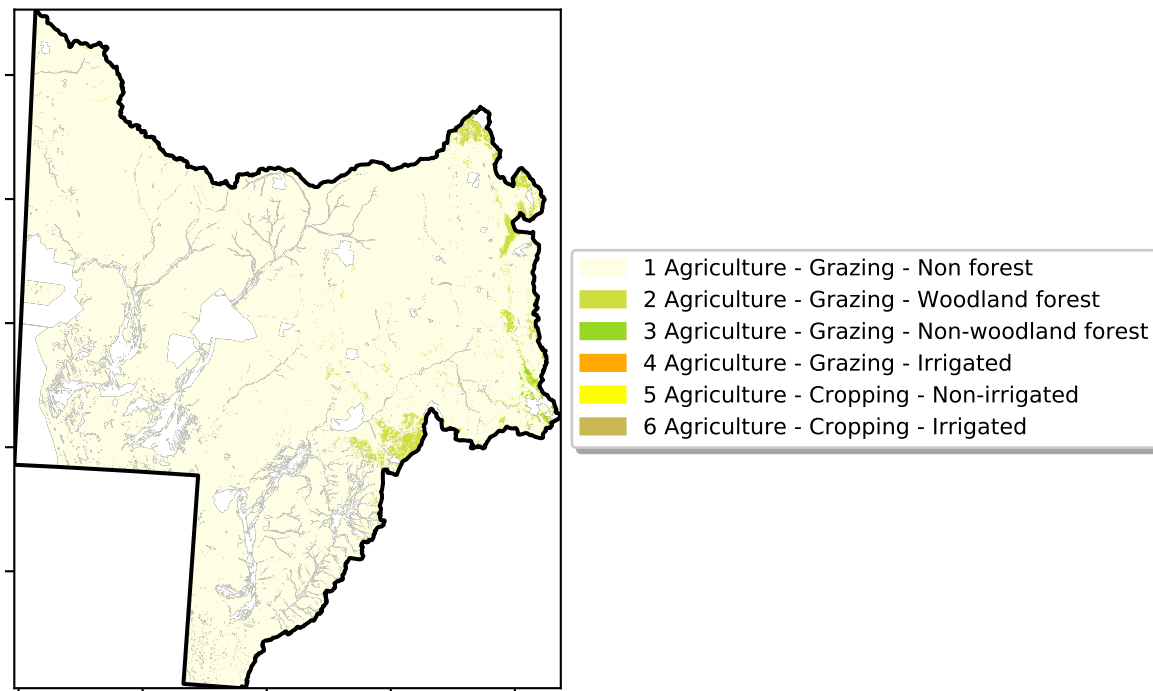 1 Agriculture - Grazing - Non forest
2 Agriculture - Grazing - Woodland forest
3 Agriculture - Grazing - Non-woodland forest
4 Agriculture - Grazing - Irrigated
5 Agriculture - Cropping - Non-irrigated
6 Agriculture - Cropping - Irrigated